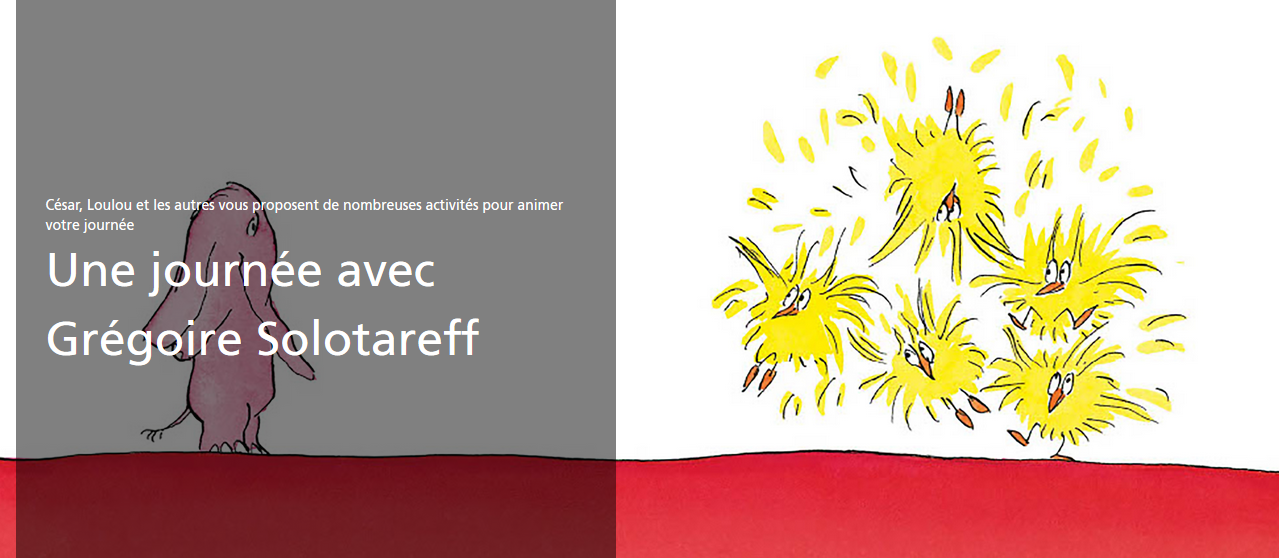 César, Loulou et les autres vous proposent de nombreuses activités pour animer
votre journée
Une journée avec
Grégoire Solotareff